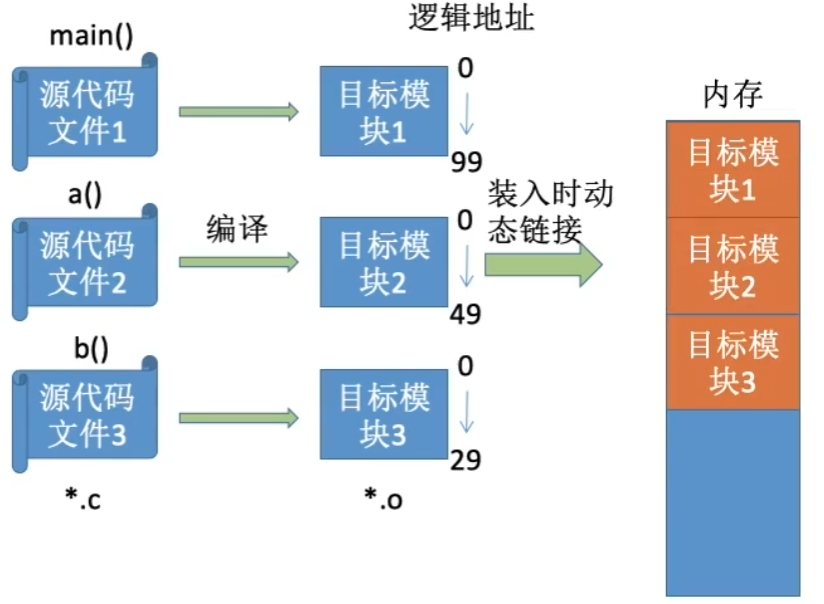 逻辑地址
main()
源代码
文件1
目标模
块1
0
99
内存
目标模
块1
目标模
块2
目标模
块3
a()
源代码
文件2
编译
目标模
块2
0
49
装入时动
态链接
b()
源代码
文件3
目标模
块3
0
29
*.c
*.o